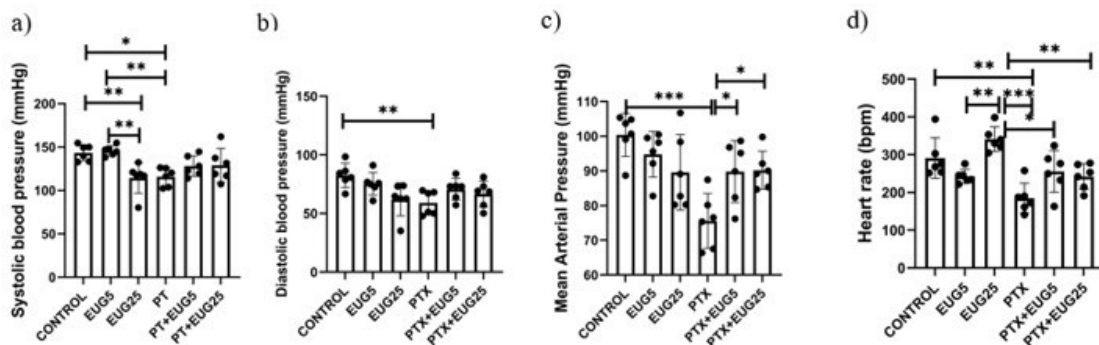 a)
Systolic blood pressure (mmHg)
200
150
100
50
0
*
**
**
**
CONTROL
EUG5
EUG25
PT
PT+EUG5
PT+EUG25
b)
Diastolic blood pressure (mmHg)
150
100
50
0
**
CONTROL
EUG5
EUG25
PTX
PTX+EUG5
PTX+EUG25
c)
Mean Arterial Pressure (mmHg)
110
100
90
80
70
60
***
*
*
CONTROL
EUG5
EUG25
PTX
PTX+EUG5
PTX+EUG25
d)
Heart rate (bpm)
500
400
300
200
100
0
**
**
**
***
*
CONTROL
EUG5
EUG25
PTX
PTX+EUG5
PTX+EUG25